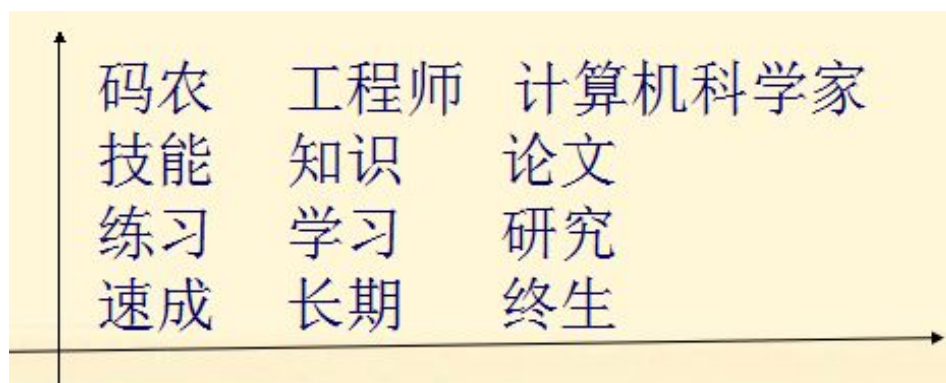 码农 工程师 计算机科学家
技能 知识 论文
练习 学习 研究
速成 长期 终生